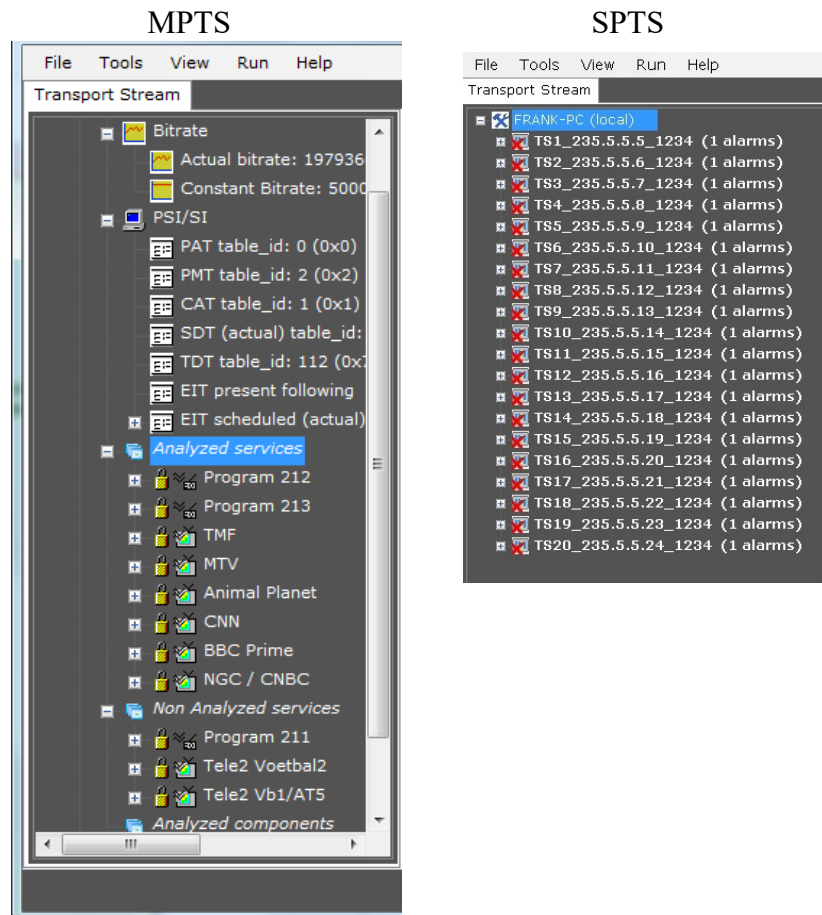 MPTS
File Tools View Run Help
Transport Stream
Bitrate
Actual bitrate: 197936
Constant Bitrate: 5000
PSI/SI
PAT table_id: 0 (0x0)
PMT table_id: 2 (0x2)
CAT table_id: 1 (0x1)
SDT (actual) table_id:
TDT table_id: 112 (0x7
EIT present following
EIT scheduled (actual)
Analyzed services
Program 212
Program 213
TMF
MTV
Animal Planet
CNN
BBC Prime
NGC / CNBC
Non Analyzed services
Program 211
Tele2 Voetbal2
Tele2 Vb1/AT5
Analyzed components
SPTS
File Tools View Run Help
Transport Stream
FRANK-PC (local)
TS1_235.5.5.5_1234 (1 alarms)
TS2_235.5.5.6_1234 (1 alarms)
TS3_235.5.5.7_1234 (1 alarms)
TS4_235.5.5.8_1234 (1 alarms)
TS5_235.5.5.9_1234 (1 alarms)
TS6_235.5.5.10_1234 (1 alarms)
TS7_235.5.5.11_1234 (1 alarms)
TS8_235.5.5.12_1234 (1 alarms)
TS9_235.5.5.13_1234 (1 alarms)
TS10_235.5.5.14_1234 (1 alarms)
TS11_235.5.5.15_1234 (1 alarms)
TS12_235.5.5.16_1234 (1 alarms)
TS13_235.5.5.17_1234 (1 alarms)
TS14_235.5.5.18_1234 (1 alarms)
TS15_235.5.5.19_1234 (1 alarms)
TS16_235.5.5.20_1234 (1 alarms)
TS17_235.5.5.21_1234 (1 alarms)
TS18_235.5.5.22_1234 (1 alarms)
TS19_235.5.5.23_1234 (1 alarms)
TS20_235.5.5.24_1234 (1 alarms)